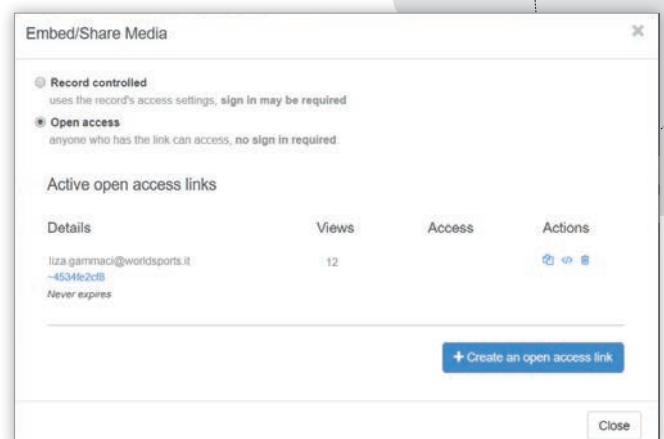 Embed/Share Media
Record controlled
uses the record's access settings, sign in may be required
Open access
anyone who has the link can access, no sign in required.
Active open access links
Details Views Access Actions
liza.gammaci@worldsports.it 12
~4534fe2cf8
Never expires
+ Create an open access link
Close